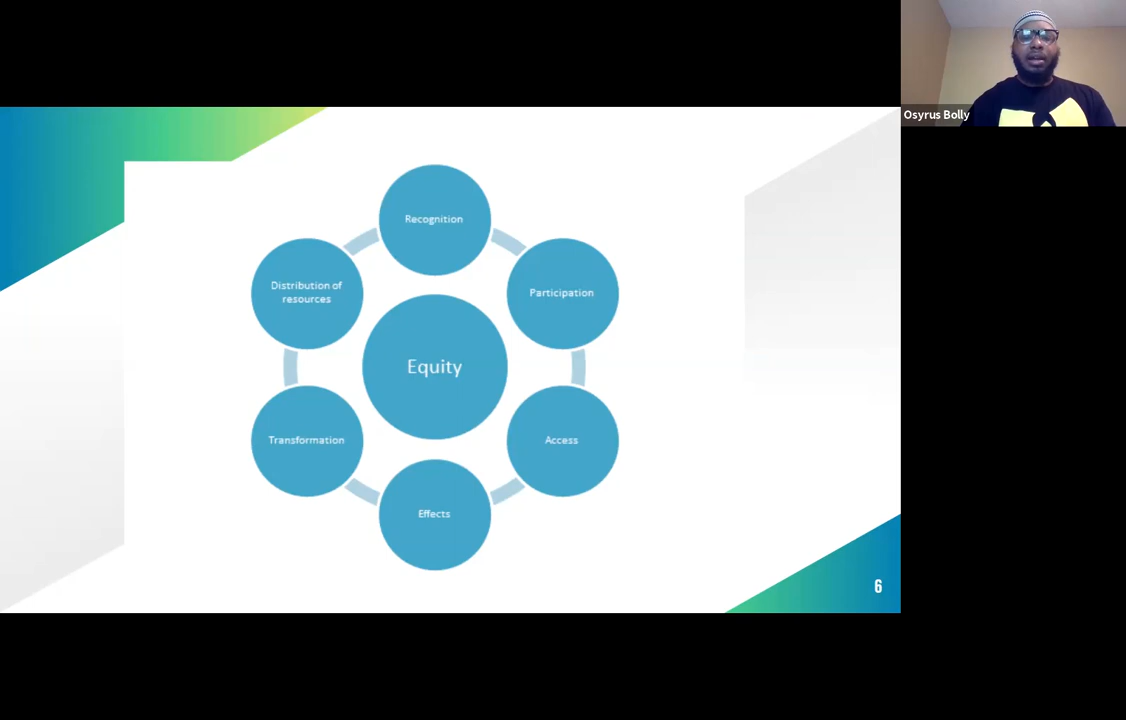 Osyrus Bolly
Recognition
Distribution of
resources
Participation
Equity
Transformation
Access
Effects
6